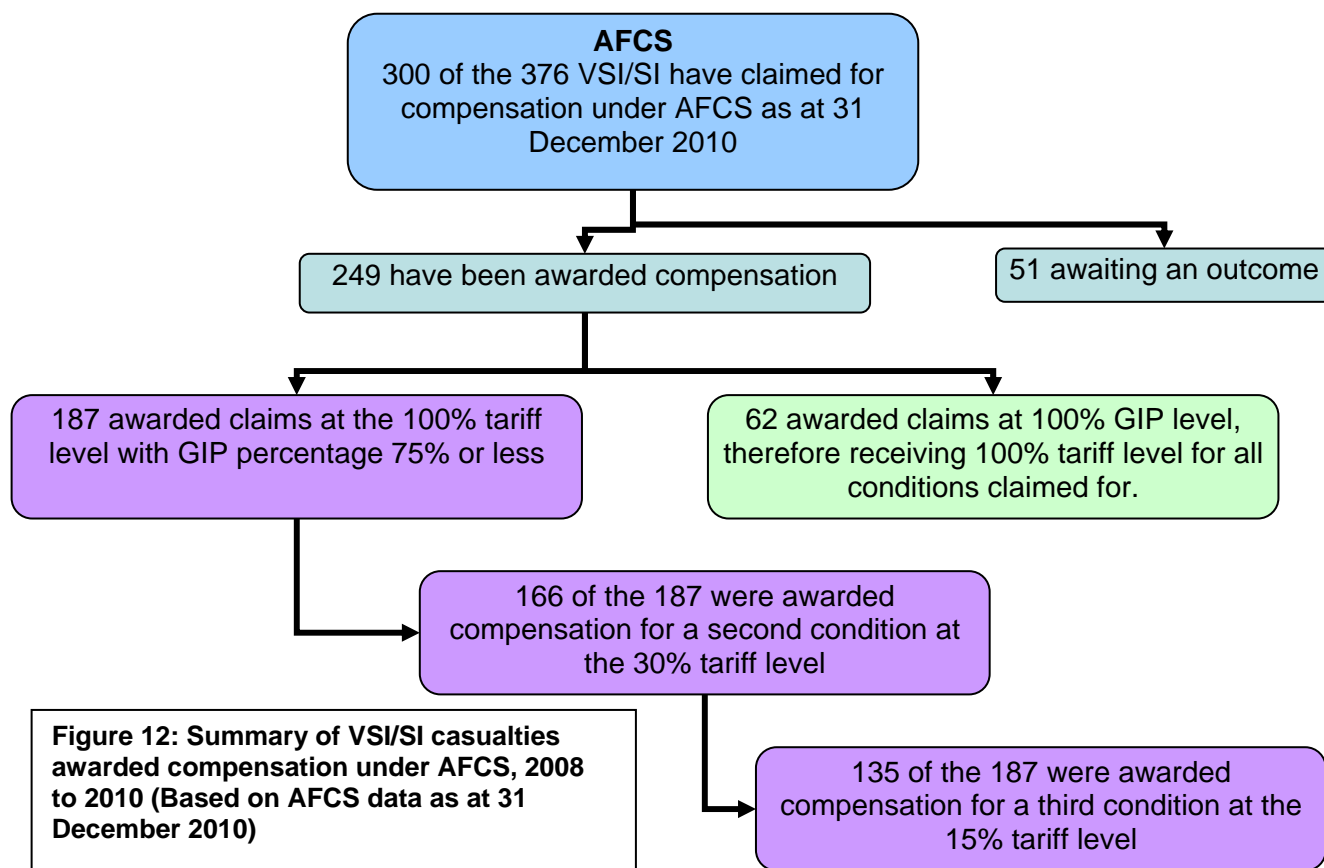 AFCS
300 of the 376 VSI/SI have claimed for
compensation under AFCS as at 31
December 2010
249 have been awarded compensation
51 awaiting an outcome
187 awarded claims at the 100% tariff
level with GIP percentage 75% or less
62 awarded claims at 100% GIP level,
therefore receiving 100% tariff level for all
conditions claimed for.
166 of the 187 were awarded
compensation for a second condition at
the 30% tariff level
Figure 12: Summary of VSI/SI casualties
awarded compensation under AFCS, 2008
to 2010 (Based on AFCS data as at 31
December 2010)
135 of the 187 were awarded
compensation for a third condition at the
15% tariff level